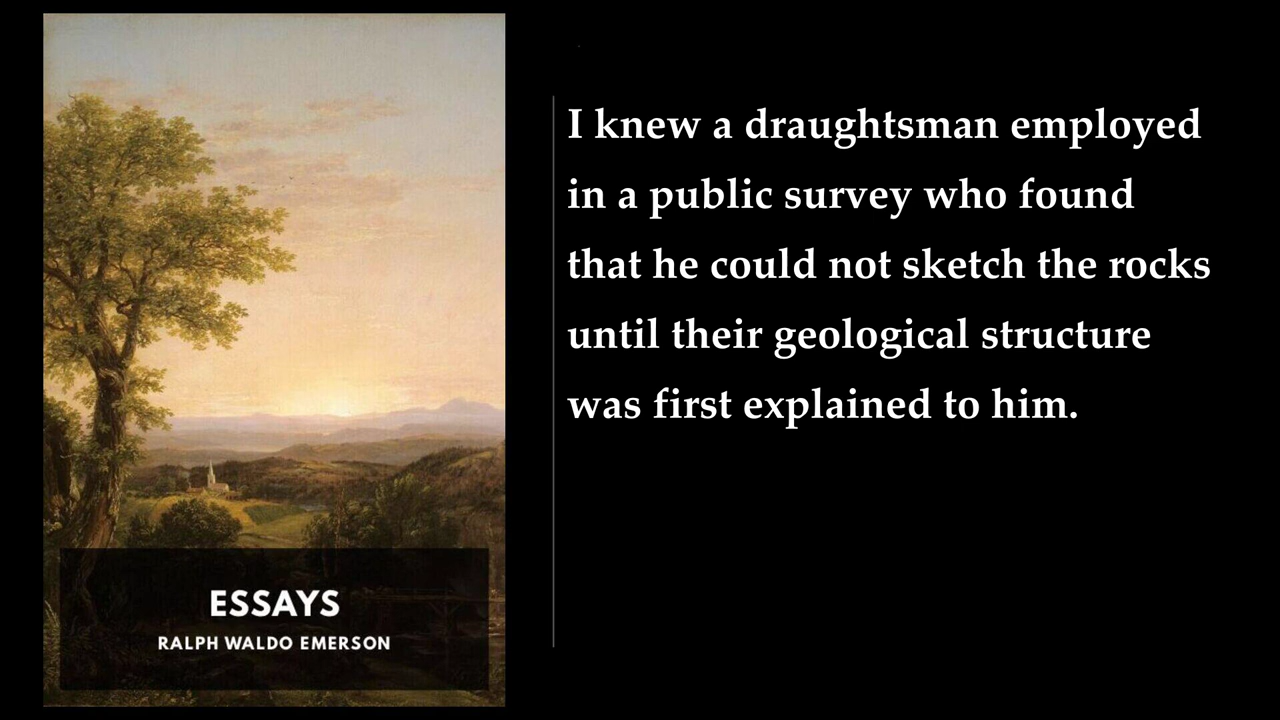 ESSAYS
RALPH WALDO EMERSON
I knew a draughtsman employed
in a public survey who found
that he could not sketch the rocks
until their geological structure
was first explained to him.